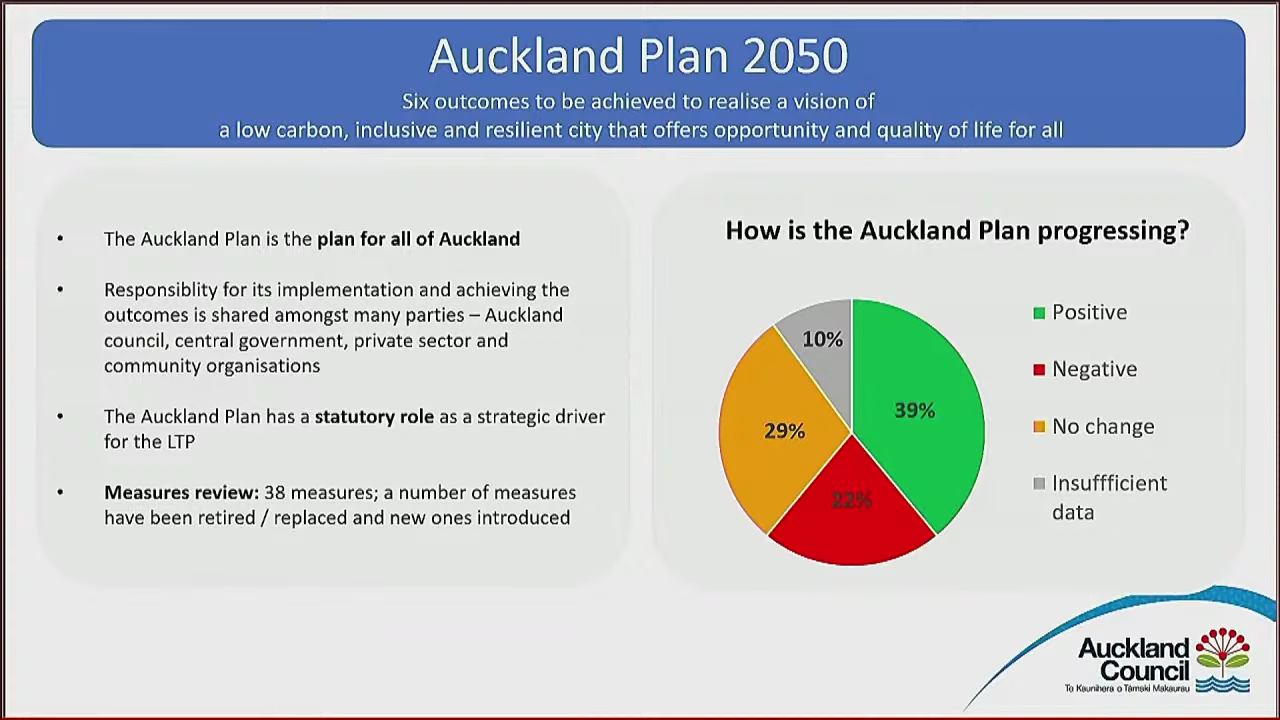 Auckland Plan 2050
Six outcomes to be achieved to realise a vision of
a low carbon, inclusive and resilient city that offers opportunity and quality of life for all
• The Auckland Plan is the plan for all of Auckland
• Responsiblity for its implementation and achieving the
outcomes is shared amongst many parties – Auckland
council, central government, private sector and
community organisations
• The Auckland Plan has a statutory role as a strategic driver
for the LTP
• Measures review: 38 measures; a number of measures
have been retired / replaced and new ones introduced
How is the Auckland Plan progressing?
10%
39%
29%
22%
Positive
Negative
No change
Insuffficient
data
Auckland
Council
Te Kaunihera o Tāmaki Makaurau